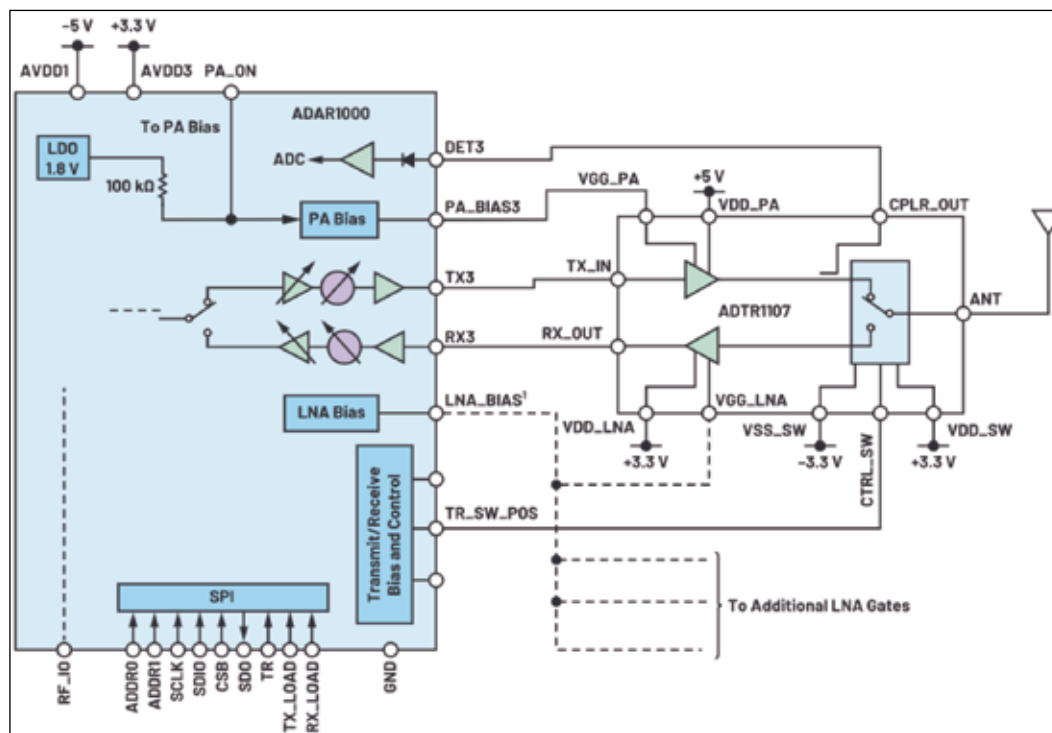 −5 V
+3.3 V
AVDD1
AVDD3
PA_ON
ADAR1000
To PA Bias
LDO
1.8 V
100 kΩ
ADC
PA Bias
DET3
PA_BIAS3
TX3
RX3
LNA Bias
LNA_BIAS¹
Transmit/Receive
Bias and Control
TR_SW_POS
SPI
RF_IO
ADDR0
ADDR1
SCLK
SDIO
CSB
SDO
TR
TX_LOAD
RX_LOAD
GND
VGG_PA
+5 V
VDD_PA
CPLR_OUT
TX_IN
ADTR1107
ANT
RX_OUT
VDD_LNA
+3.3 V
VGG_LNA
VSS_SW
−3.3 V
CTRL_SW
VDD_SW
+3.3 V
To Additional LNA Gates